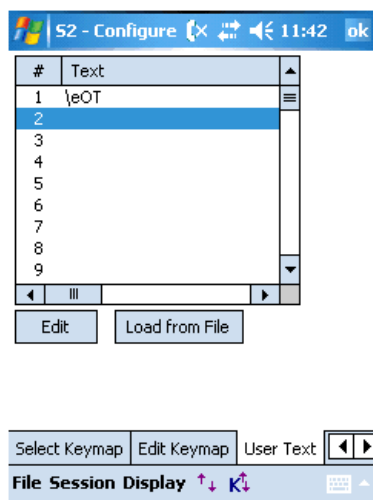 S2 - Configure 11:42 ok
# Text
1 \eOT
2
3
4
5
6
7
8
9
Edit Load from File
Select Keymap Edit Keymap User Text
File Session Display K